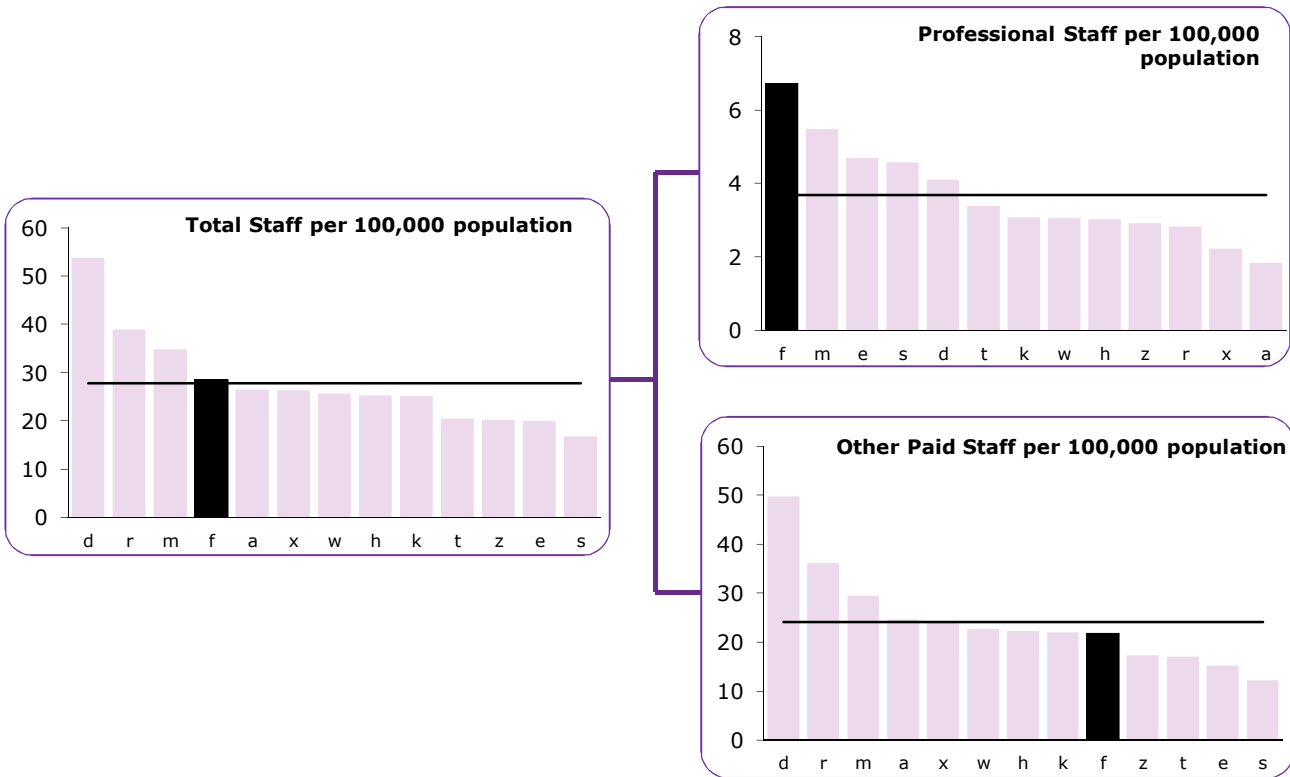 Total Staff per 100,000 population
60
50
40
30
20
10
0
d r m f a x w h k t z e s
Professional Staff per 100,000
population
8
6
4
2
0
f m e s d t k w h z r x a
Other Paid Staff per 100,000 population
60
50
40
30
20
10
0
d r m a x w h k f z t e s